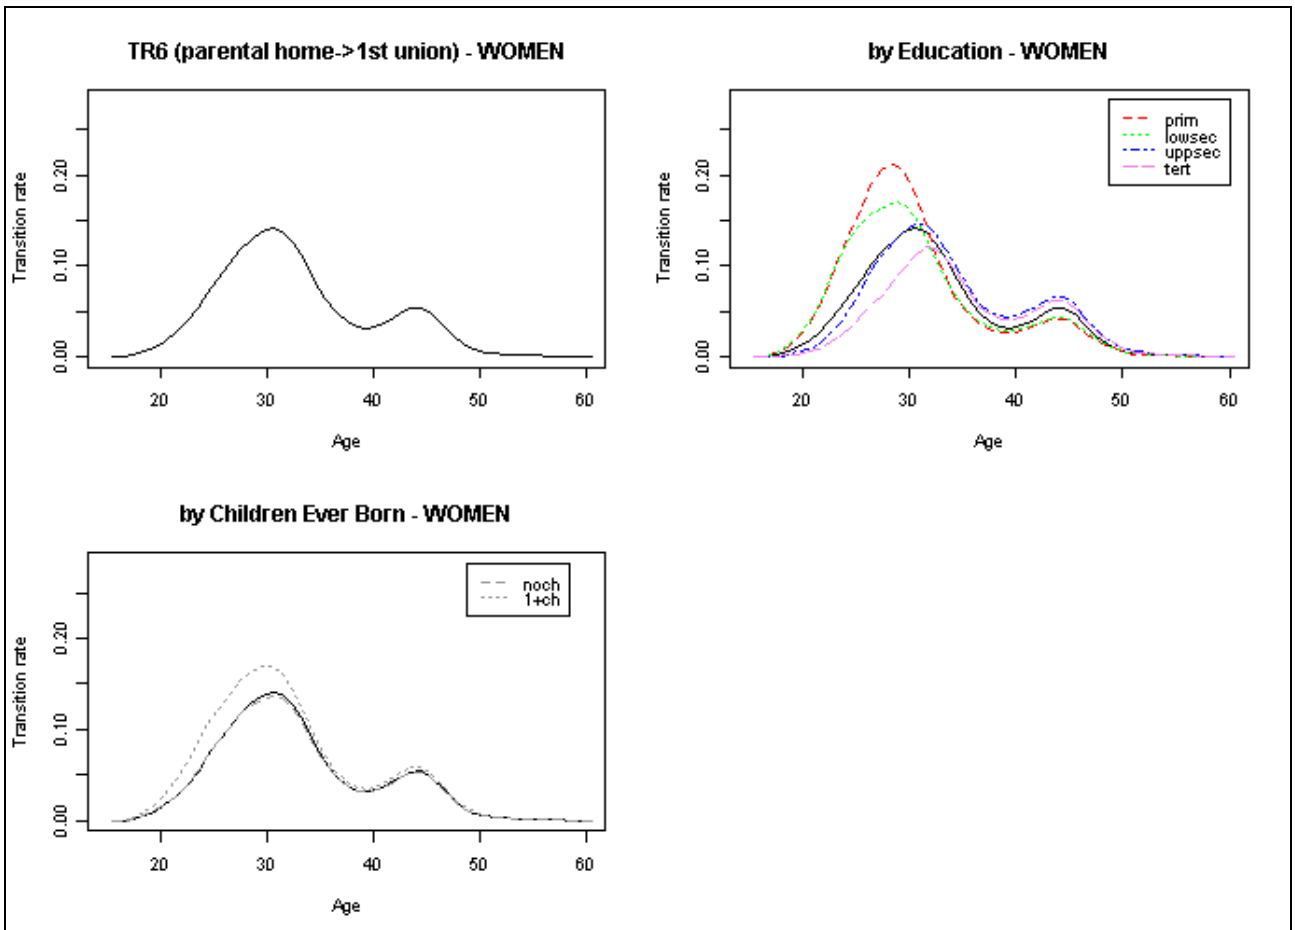 TR6 (parental home->1st union) - WOMEN
Transition rate
0.00 0.10 0.20
20 30 40 50 60
Age
by Education - WOMEN
prim
lowsec
uppsec
tert
Transition rate
0.00 0.10 0.20
20 30 40 50 60
Age
by Children Ever Born - WOMEN
noch
1+ch
Transition rate
0.00 0.10 0.20
20 30 40 50 60
Age